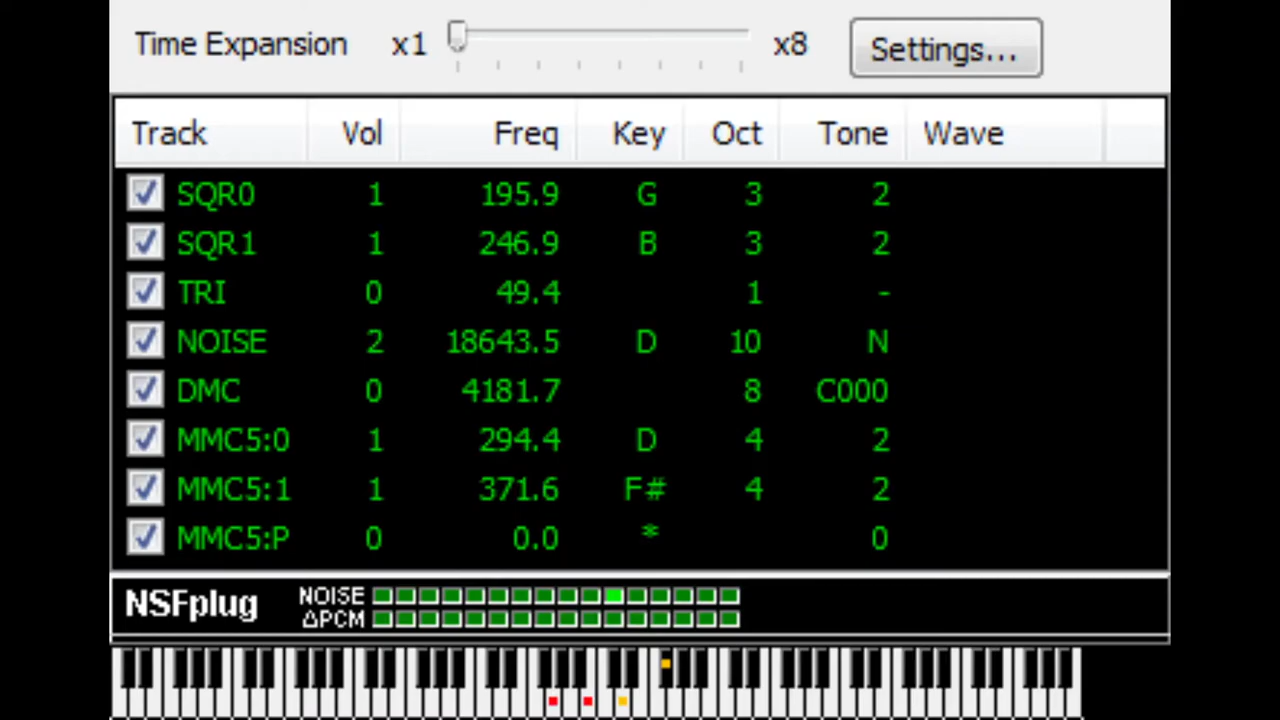 Time Expansion x1 x8 Settings...
Track Vol Freq Key Oct Tone Wave
SQR0 1 195.9 G 3 2
SQR1 1 246.9 B 3 2
TRI 0 49.4 1 -
NOISE 2 18643.5 D 10 N
DMC 0 4181.7 8 C000
MMC5:0 1 294.4 D 4 2
MMC5:1 1 371.6 F# 4 2
MMC5:P 0 0.0 * 0
NSFplug NOISE
ΔPCM